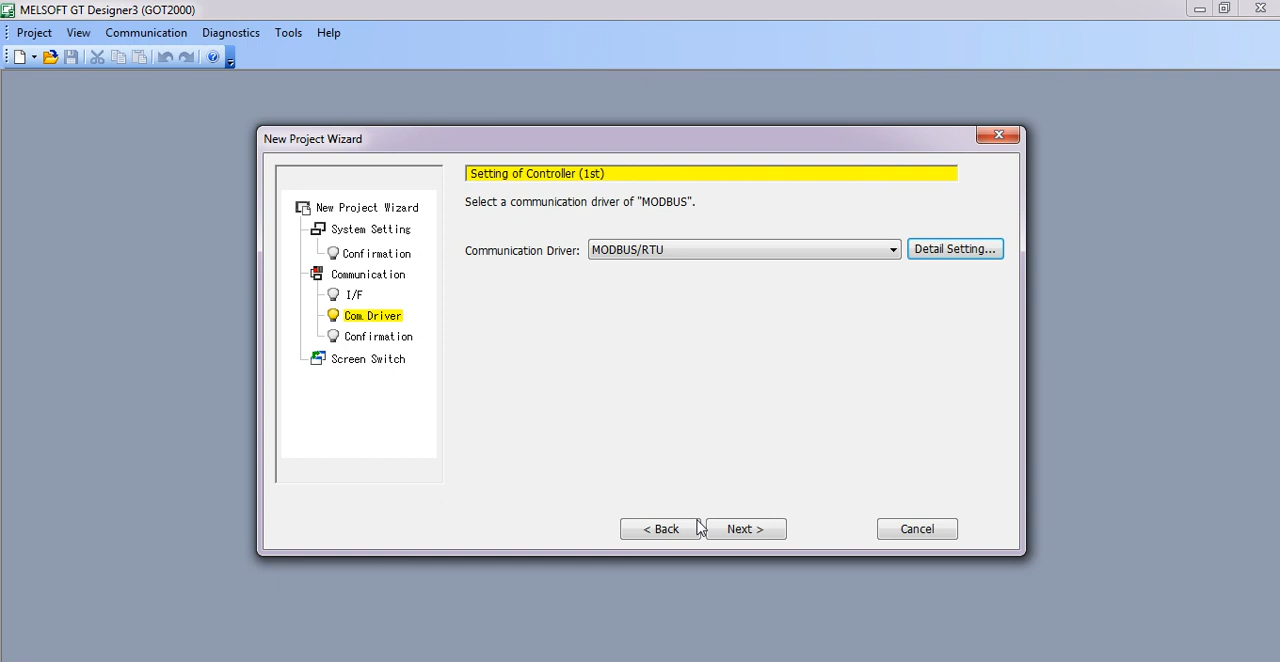 MELSOFT GT Designer3 (GOT2000)
Project View Communication Diagnostics Tools Help
New Project Wizard
Setting of Controller (1st)
Select a communication driver of "MODBUS".
Communication Driver: MODBUS/RTU Detail Setting...
New Project Wizard
System Setting
Confirmation
Communication
I/F
Com.Driver
Confirmation
Screen Switch
< Back Next > Cancel